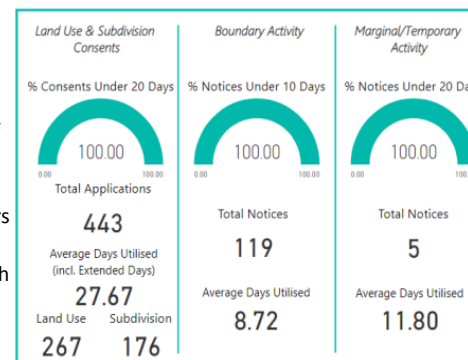 Land Use & Subdivision
Consents
% Consents Under 20 Days
100.00
0.00 100.00
Total Applications
443
Average Days Utilised
(incl. Extended Days)
27.67
Land Use Subdivision
267 176
Boundary Activity
% Notices Under 10 Days
100.00
0.00 100.00
Total Notices
119
Average Days Utilised
8.72
Marginal/Temporary
Activity
% Notices Under 20
100.00
0.00
Total Notices
5
Average Days Utilised
11.80